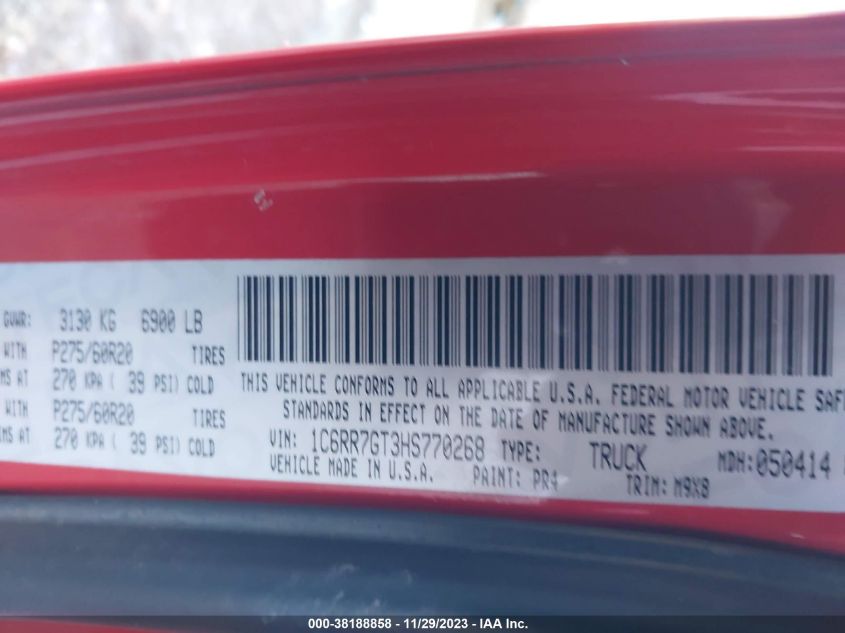 GVWR: 3130 KG 6900 LB
WITH P275/60R20 TIRES
MS AT 270 KPA ( 39 PSI) COLD
WITH P275/60R20 TIRES
IMS AT 270 KPA ( 39 PSI) COLD
THIS VEHICLE CONFORMS TO ALL APPLICABLE U.S.A. FEDERAL MOTOR VEHICLE SAF
STANDARDS IN EFFECT ON THE DATE OF MANUFACTURE SHOWN ABOVE.
VIN: 1C6RR7GT3HS770268 TYPE: TRUCK MDH: 050414
VEHICLE MADE IN U.S.A. PAINT: PR4 TRIM: M9X8
000-38188858 - 11/29/2023 - IAA Inc.